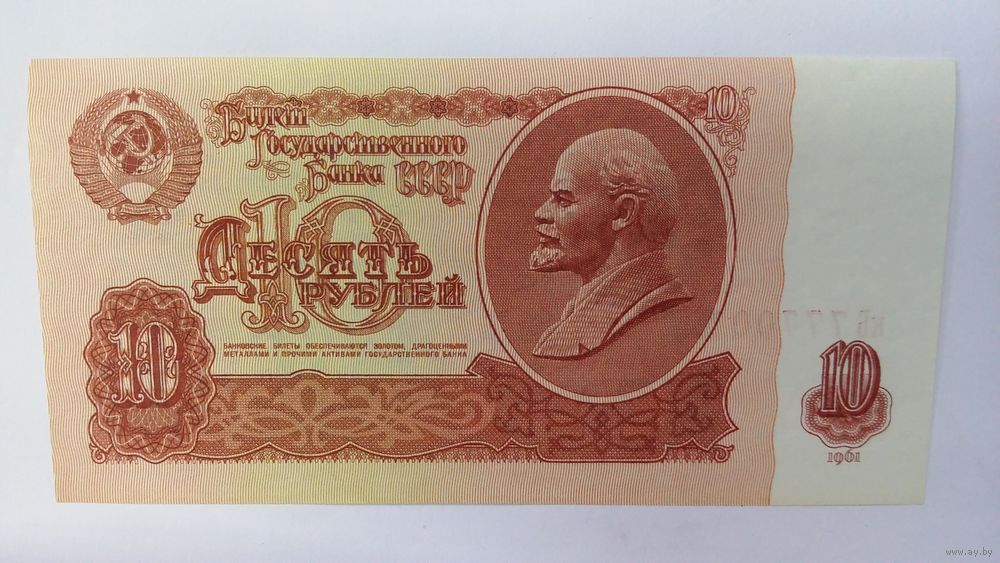 Билет
Государственного
Банка СССР
10
Десять
10
рублей
БАНКОВСКИЕ БИЛЕТЫ ОБЕСПЕЧИВАЮТСЯ ЗОЛОТОМ, ДРАГОЦЕННЫМИ
МЕТАЛЛАМИ И ПРОЧИМИ АКТИВАМИ ГОСУДАРСТВЕННОГО БАНКА
10
10
1961
www.ay.by